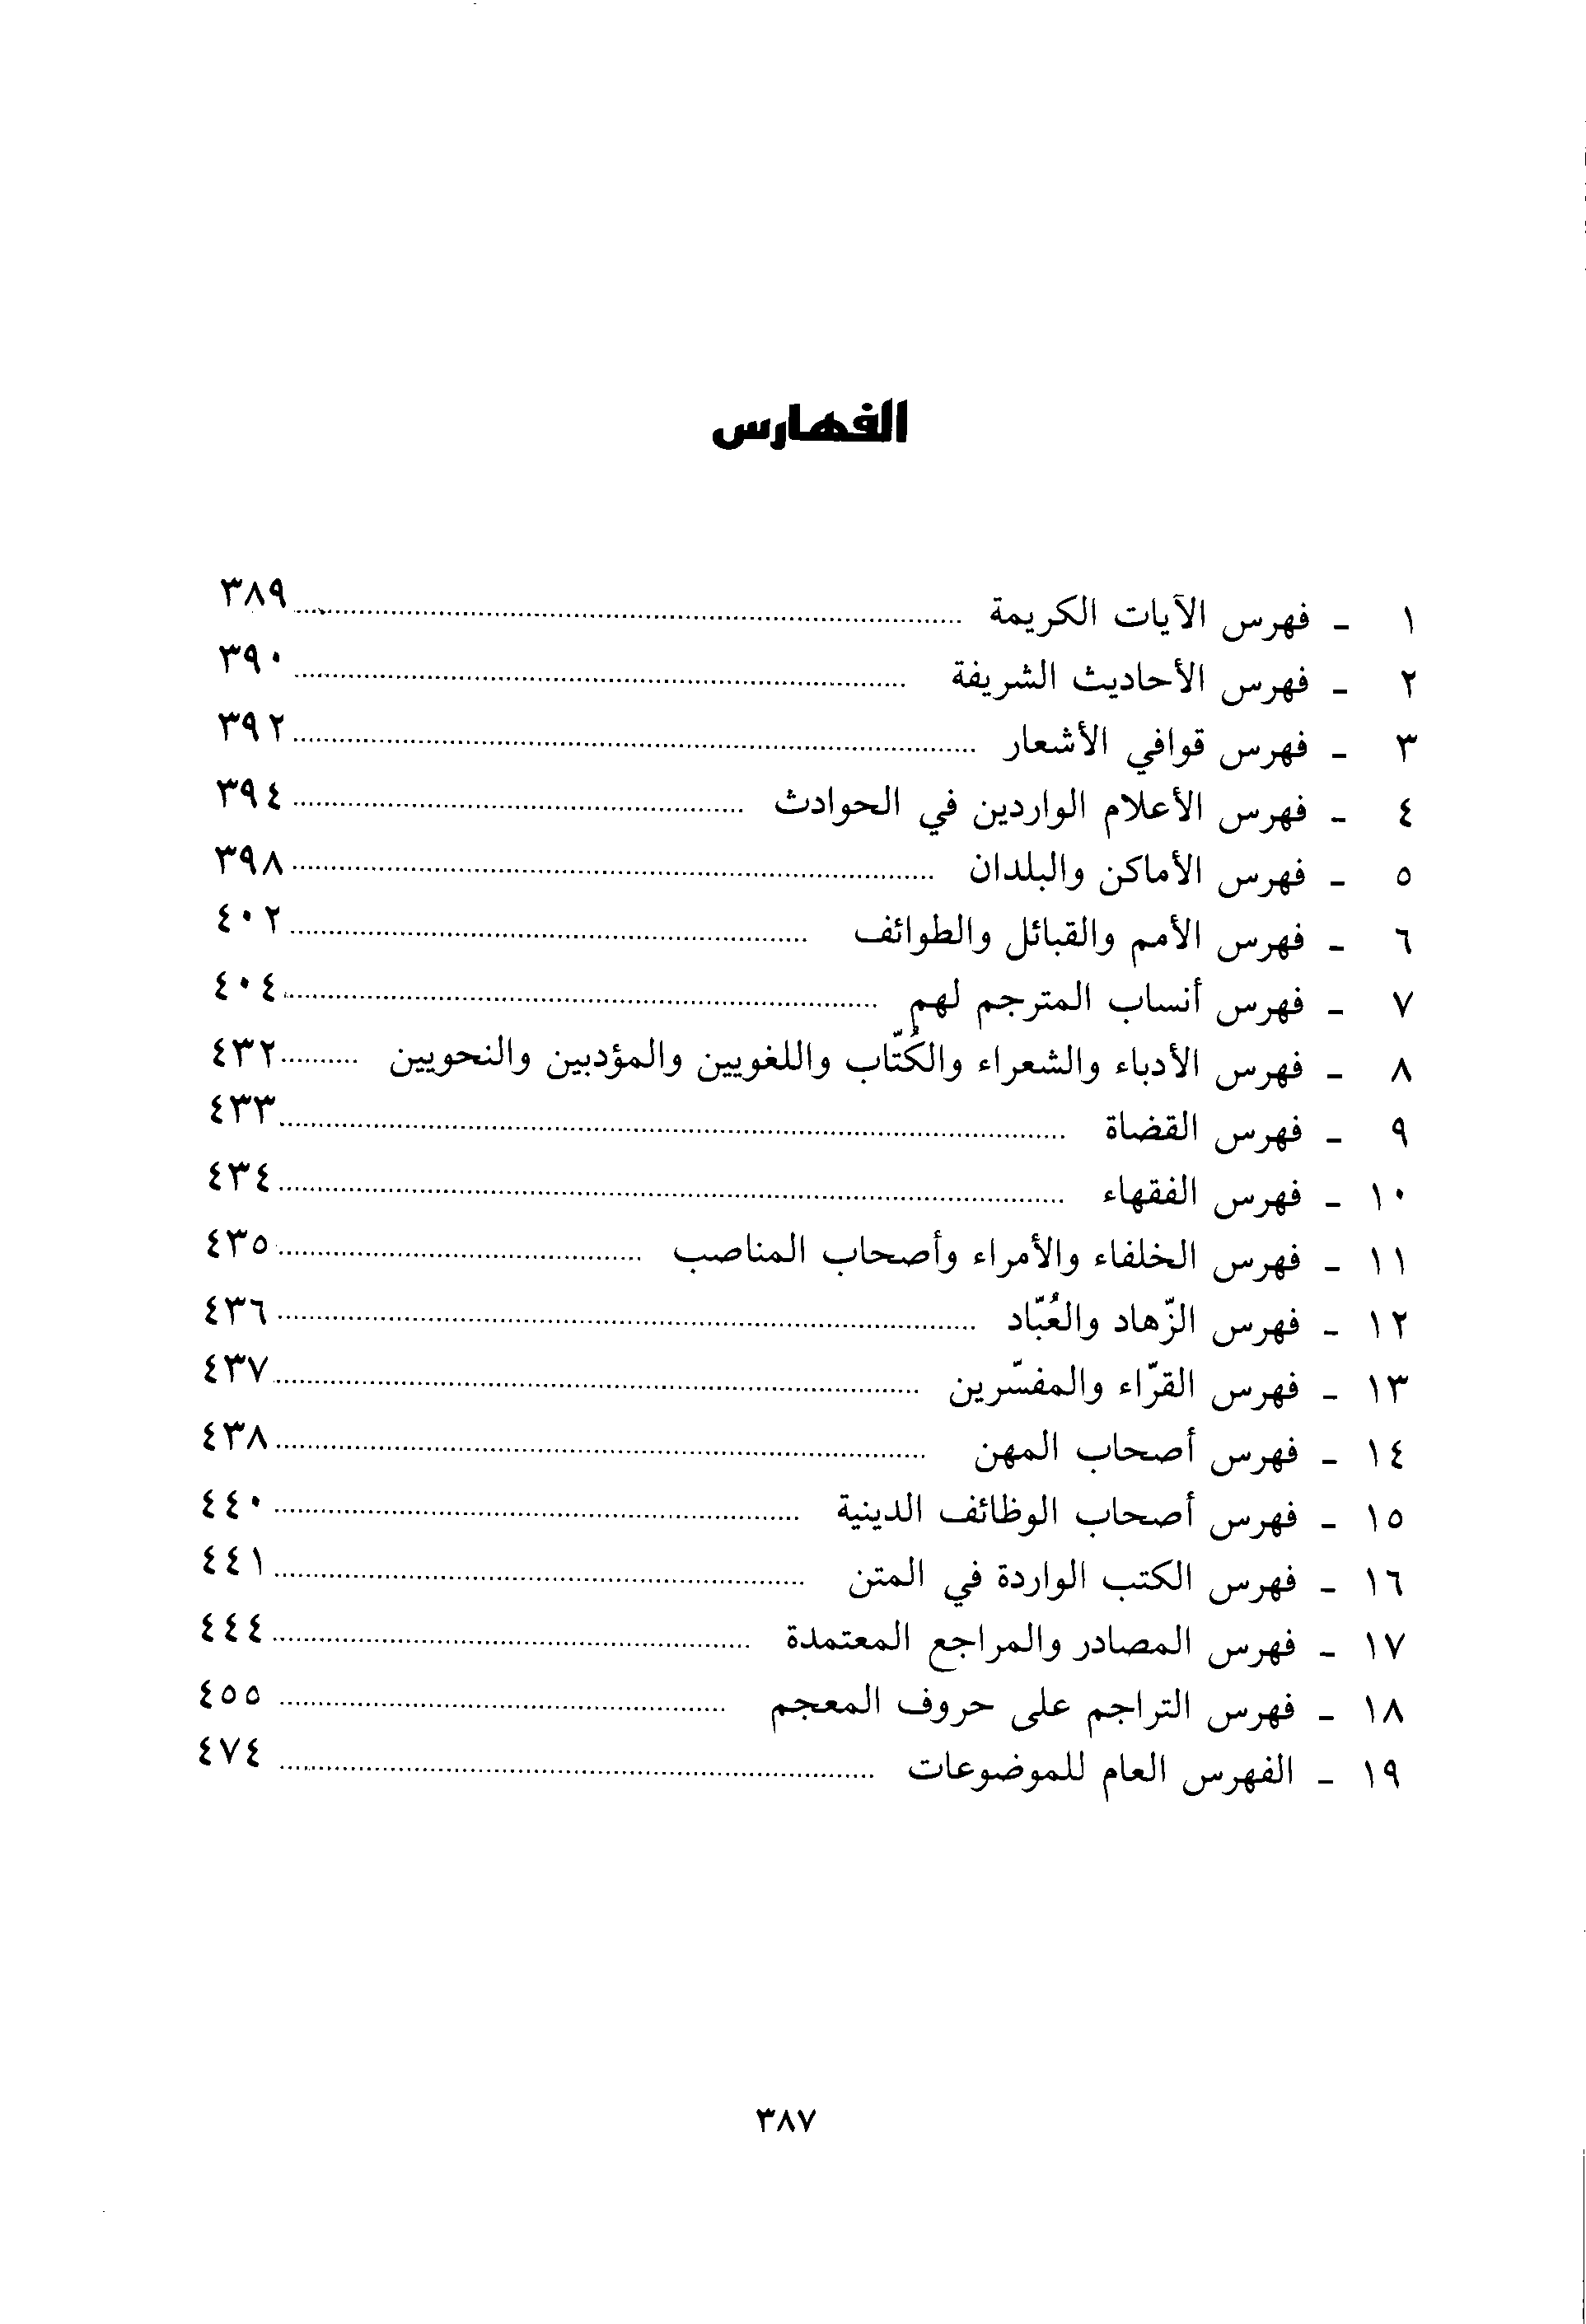 الفهارس
١ - فهرس الآيات الكريمة ........ ٣٨٩
٢ - فهرس الأحاديث الشريفة ........ ٣٩٠
٣ - فهرس قوافي الأشعار ........ ٣٩٢
٤ - فهرس الأعلام الواردين في الحوادث ........ ٣٩٤
٥ - فهرس الأماكن والبلدان ........ ٣٩٨
٦ - فهرس الأمم والقبائل والطوائف ........ ٤٠٢
٧ - فهرس أنساب المترجم لهم ........ ٤٠٤
٨ - فهرس الأدباء والشعراء والكُتّاب واللغويين والمؤدبين والنحويين ........ ٤٣٢
٩ - فهرس القضاة ........ ٤٣٣
١٠ - فهرس الفقهاء ........ ٤٣٤
١١ - فهرس الخلفاء والأمراء وأصحاب المناصب ........ ٤٣٥
١٢ - فهرس الزّهاد والعُبّاد ........ ٤٣٦
١٣ - فهرس القرّاء والمفسّرين ........ ٤٣٧
١٤ - فهرس أصحاب المهن ........ ٤٣٨
١٥ - فهرس أصحاب الوظائف الدينية ........ ٤٤٠
١٦ - فهرس الكتب الواردة في المتن ........ ٤٤١
١٧ - فهرس المصادر والمراجع المعتمدة ........ ٤٤٤
١٨ - فهرس التراجم على حروف المعجم ........ ٤٥٥
١٩ - الفهرس العام للموضوعات ........ ٤٧٤
٣٨٧